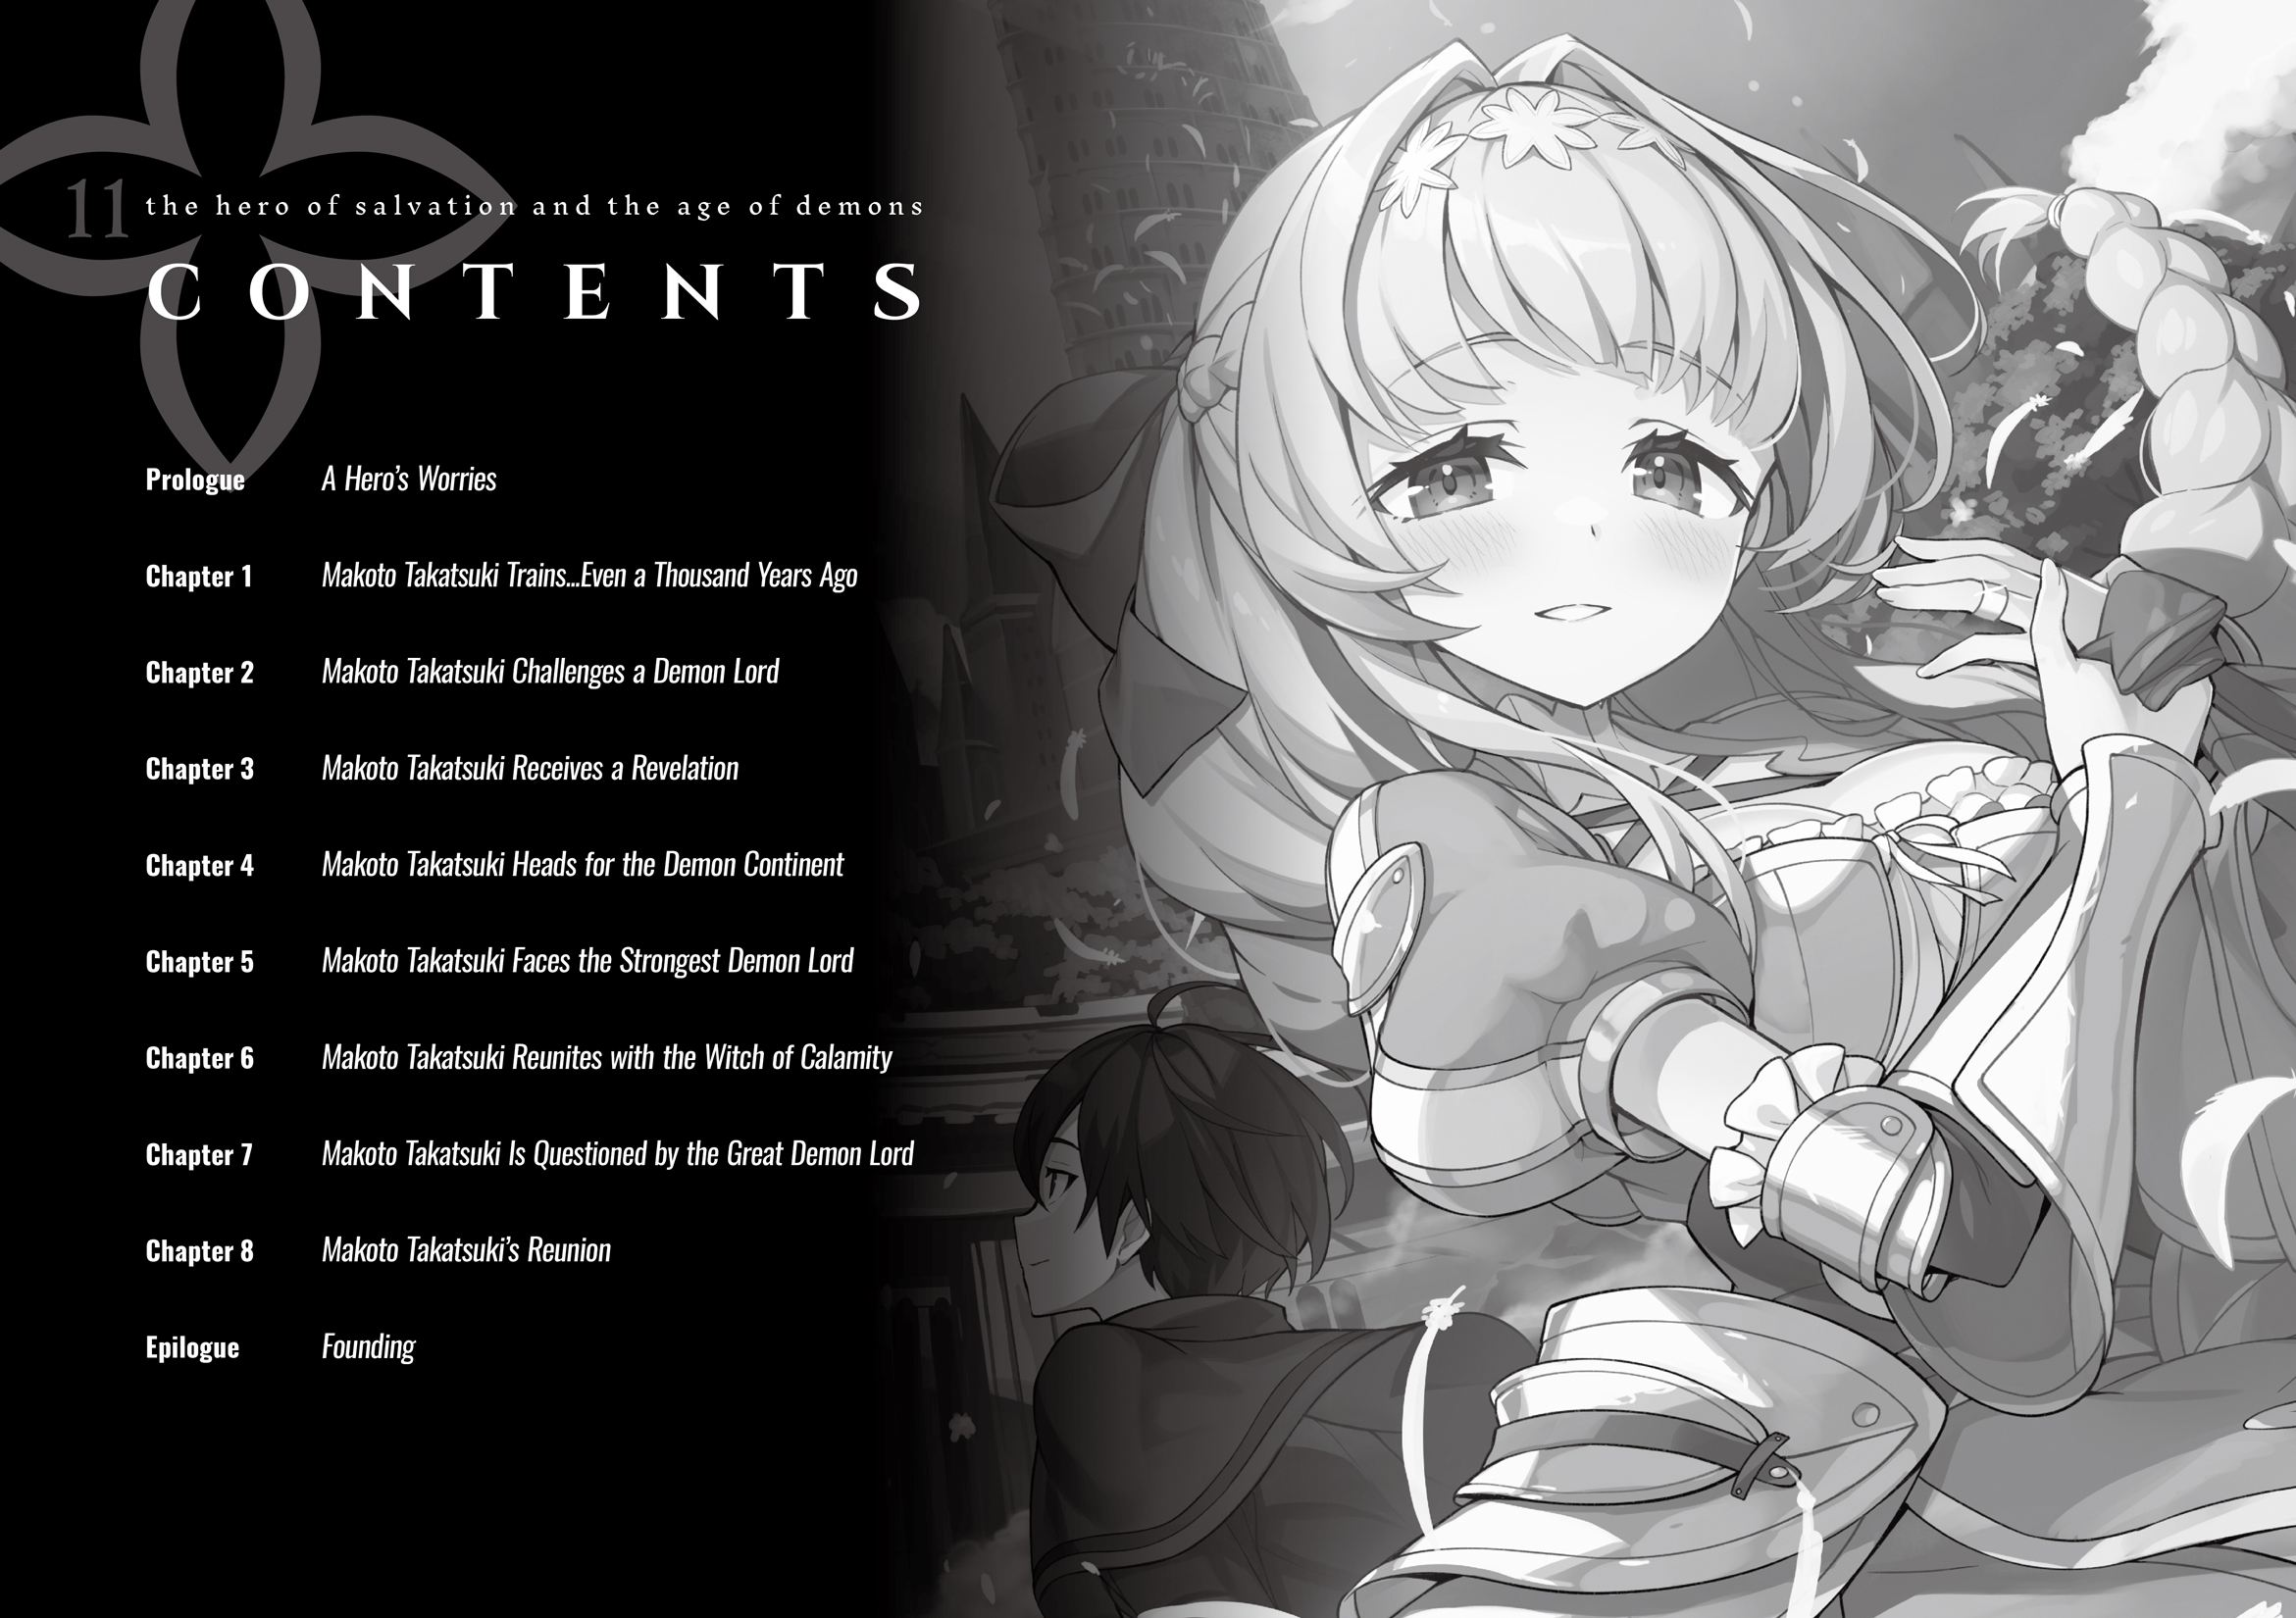 11 the hero of salvation and the age of demons
CONTENTS
Prologue A Hero’s Worries
Chapter 1 Makoto Takatsuki Trains...Even a Thousand Years Ago
Chapter 2 Makoto Takatsuki Challenges a Demon Lord
Chapter 3 Makoto Takatsuki Receives a Revelation
Chapter 4 Makoto Takatsuki Heads for the Demon Continent
Chapter 5 Makoto Takatsuki Faces the Strongest Demon Lord
Chapter 6 Makoto Takatsuki Reunites with the Witch of Calamity
Chapter 7 Makoto Takatsuki Is Questioned by the Great Demon Lord
Chapter 8 Makoto Takatsuki’s Reunion
Epilogue Founding